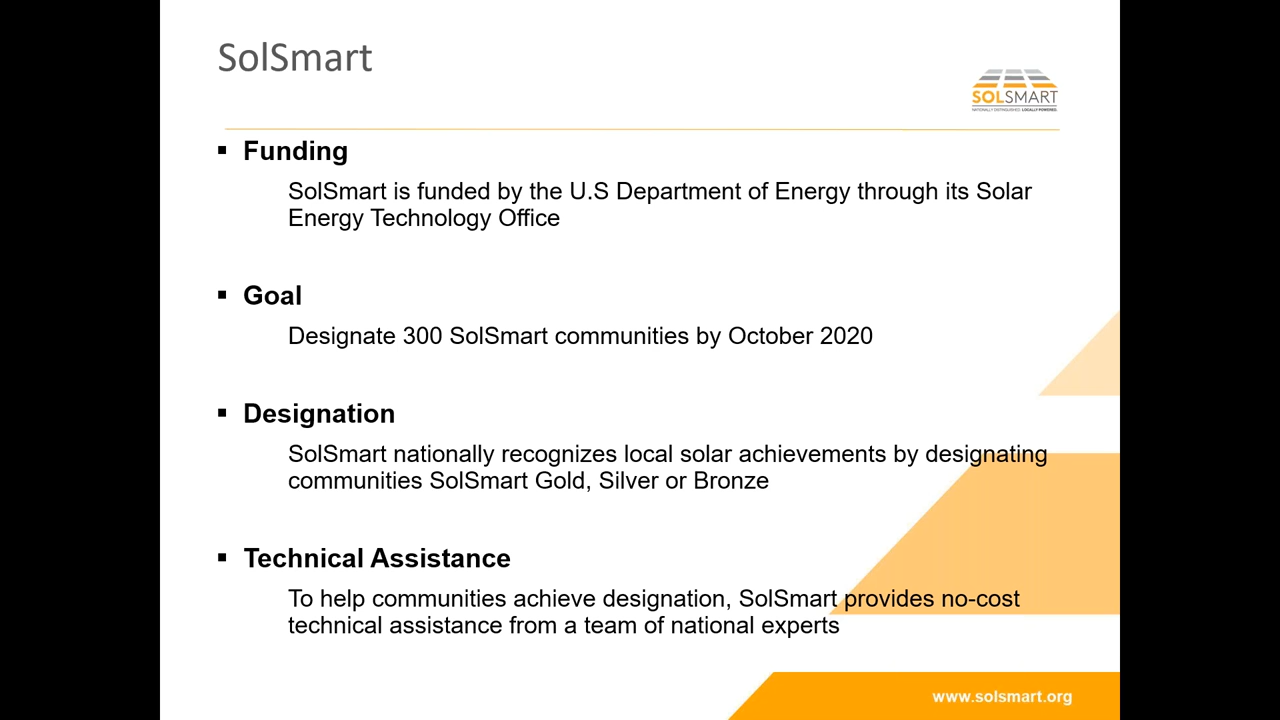 SolSmart
SOLSMART
NATIONALLY DISTINGUISHED. LOCALLY POWERED.
▪ Funding
SolSmart is funded by the U.S Department of Energy through its Solar
Energy Technology Office
▪ Goal
Designate 300 SolSmart communities by October 2020
▪ Designation
SolSmart nationally recognizes local solar achievements by designating
communities SolSmart Gold, Silver or Bronze
▪ Technical Assistance
To help communities achieve designation, SolSmart provides no-cost
technical assistance from a team of national experts
www.solsmart.org